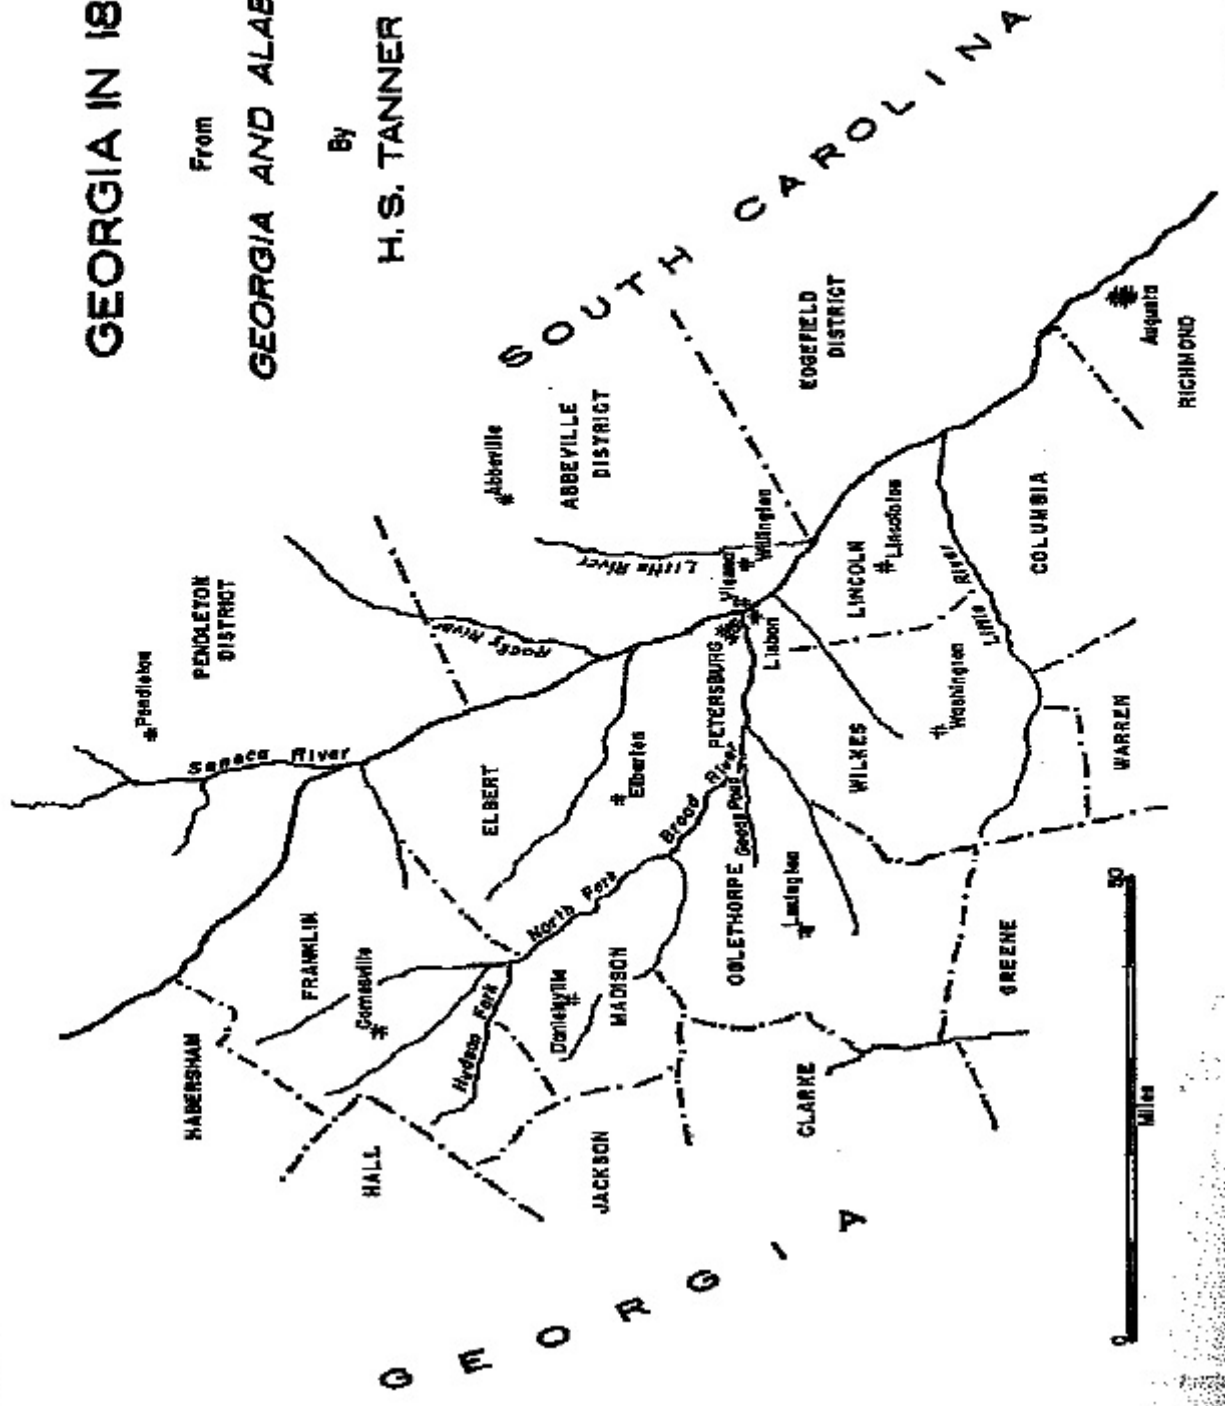 GEORGIA IN 18
From
GEORGIA AND ALAB
By
H. S. TANNER
SOUTH CAROLINA
GEORGIA
PENDLETON
DISTRICT
Pendleton
Seneca River
Rocky River
Abbeville
ABBEVILLE
DISTRICT
Little River
Willington
EDGEFIELD
DISTRICT
HABERSHAM
FRANKLIN
Carnesville
ELBERT
Elberton
HALL
Hudson Fork
North Fork
Broad River
Danielsville
MADISON
JACKSON
PETERSBURG
Lisbon
LINCOLN
Lincolnton
OGLETHORPE
Lexington
WILKES
Washington
Little River
COLUMBIA
CLARKE
GREENE
WARREN
Augusta
RICHMOND
0
50
Miles